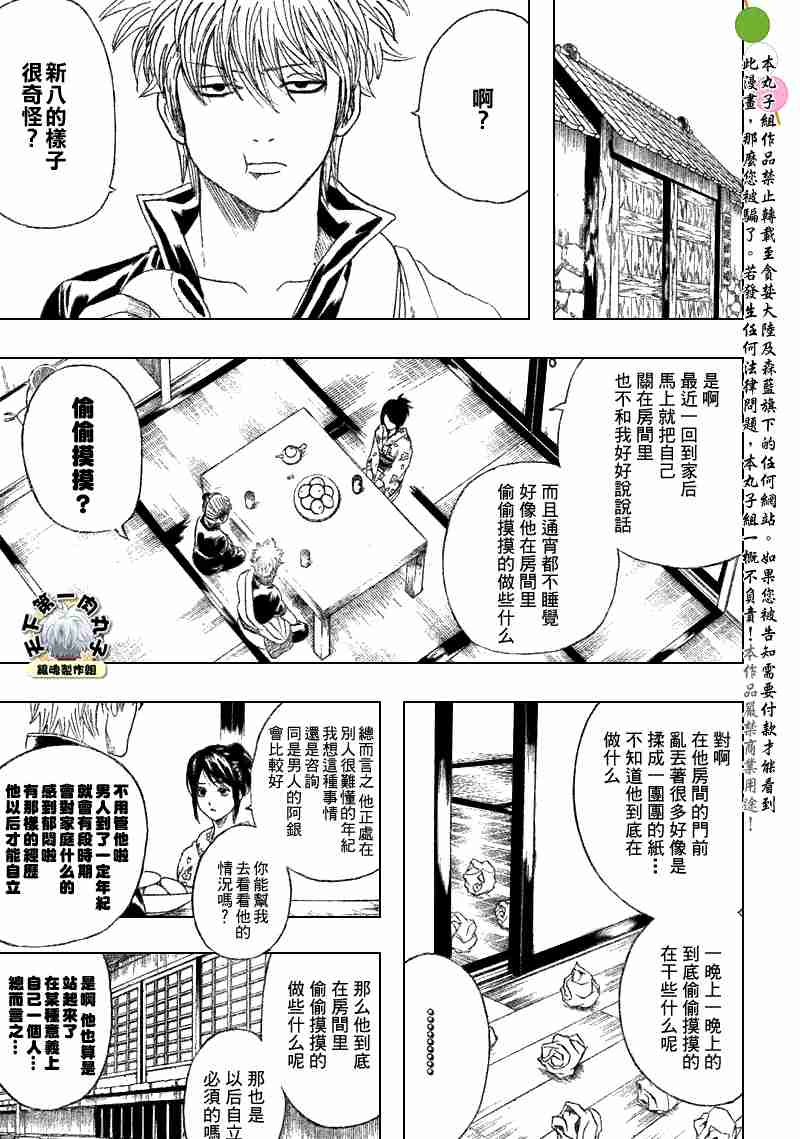 啊？
新八的樣子
很奇怪？
是啊
最近一回到家后
馬上就把自己
關在房間里
也不和我好好說說話
而且通宵都不睡覺
好像他在房間里
偷偷摸摸的做些什么
偷偷摸摸？
對啊
在他房間的門前
亂丟著很多好像是
揉成一團團的紙…
不知道他到底在
做什么
一晚上一晚上的
到底偷偷摸摸的
在干些什么呢
………
總而言之 他正處在
別人很難懂的年紀
我想這種事情
還是咨詢
同是男人的阿銀
會比較好
你能幫我
去看看他的
情況嗎？
不用管他啦
男人到了一定年紀
就會有段時期
會對家庭什么的
感到郁悶啦
有那樣的經歷
他以后才能自立
那么他到底
在房間里
偷偷摸摸的
做些什么呢
那也是
以后自立
必須的嗎
是啊 他也算是
站起來了
在某種意義上
自己一個人…
總而言之…
天下第一丸子
銀魂製作組
本丸子組作品禁止轉載至貪婪大陸及森藍旗下的任何網站。如果您被告知需要付款才能看到
此漫畫，那麼您被騙了。若發生任何法律問題，本丸子組一概不負責！本作品嚴禁商業用途！